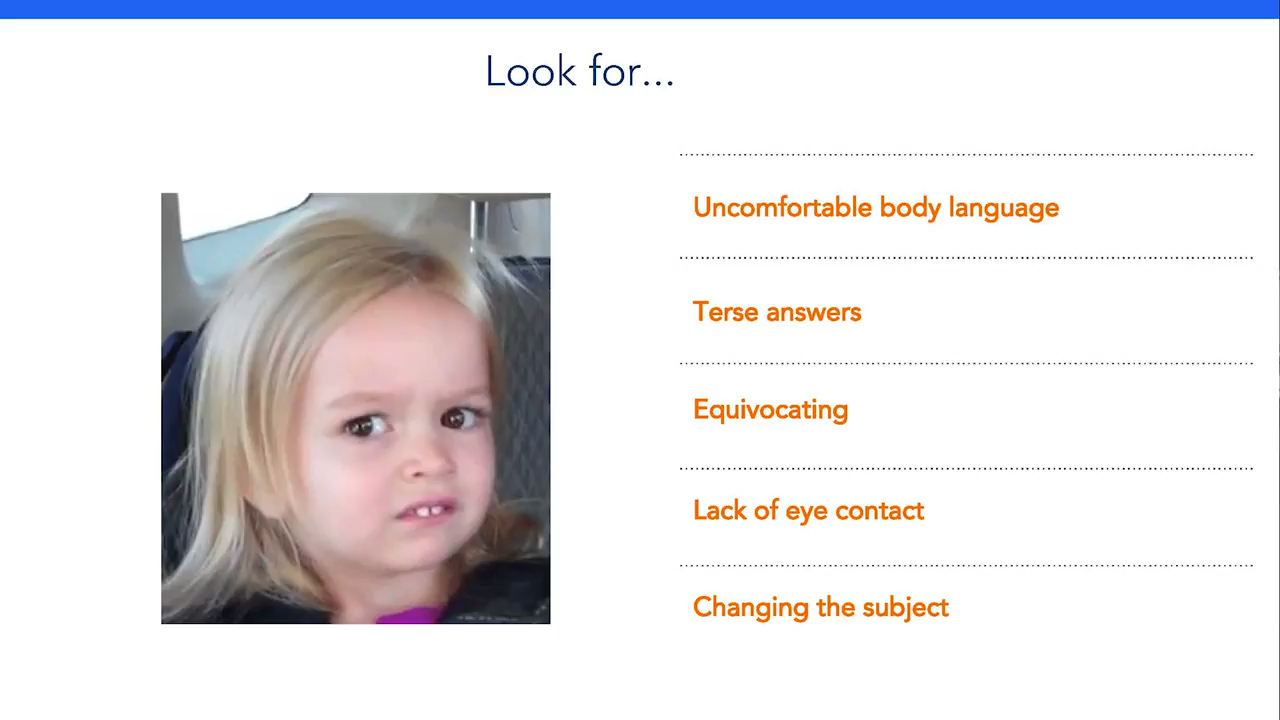 Look for...
Uncomfortable body language
Terse answers
Equivocating
Lack of eye contact
Changing the subject